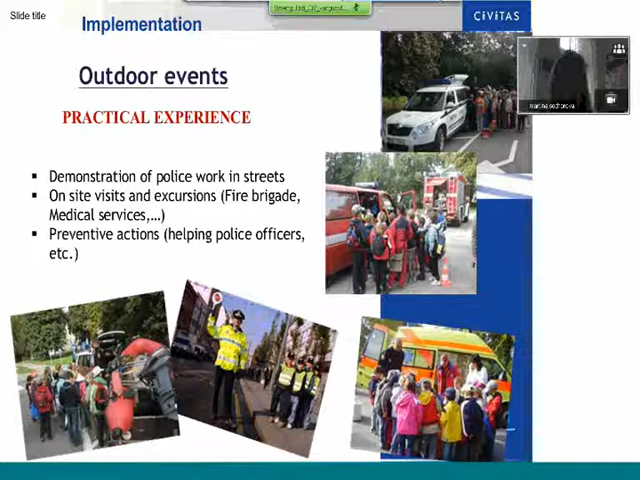 Slide title
Implementation
CIVITAS
Outdoor events
PRACTICAL EXPERIENCE
▪ Demonstration of police work in streets
▪ On site visits and excursions (Fire brigade,
Medical services,…)
▪ Preventive actions (helping police officers,
etc.)